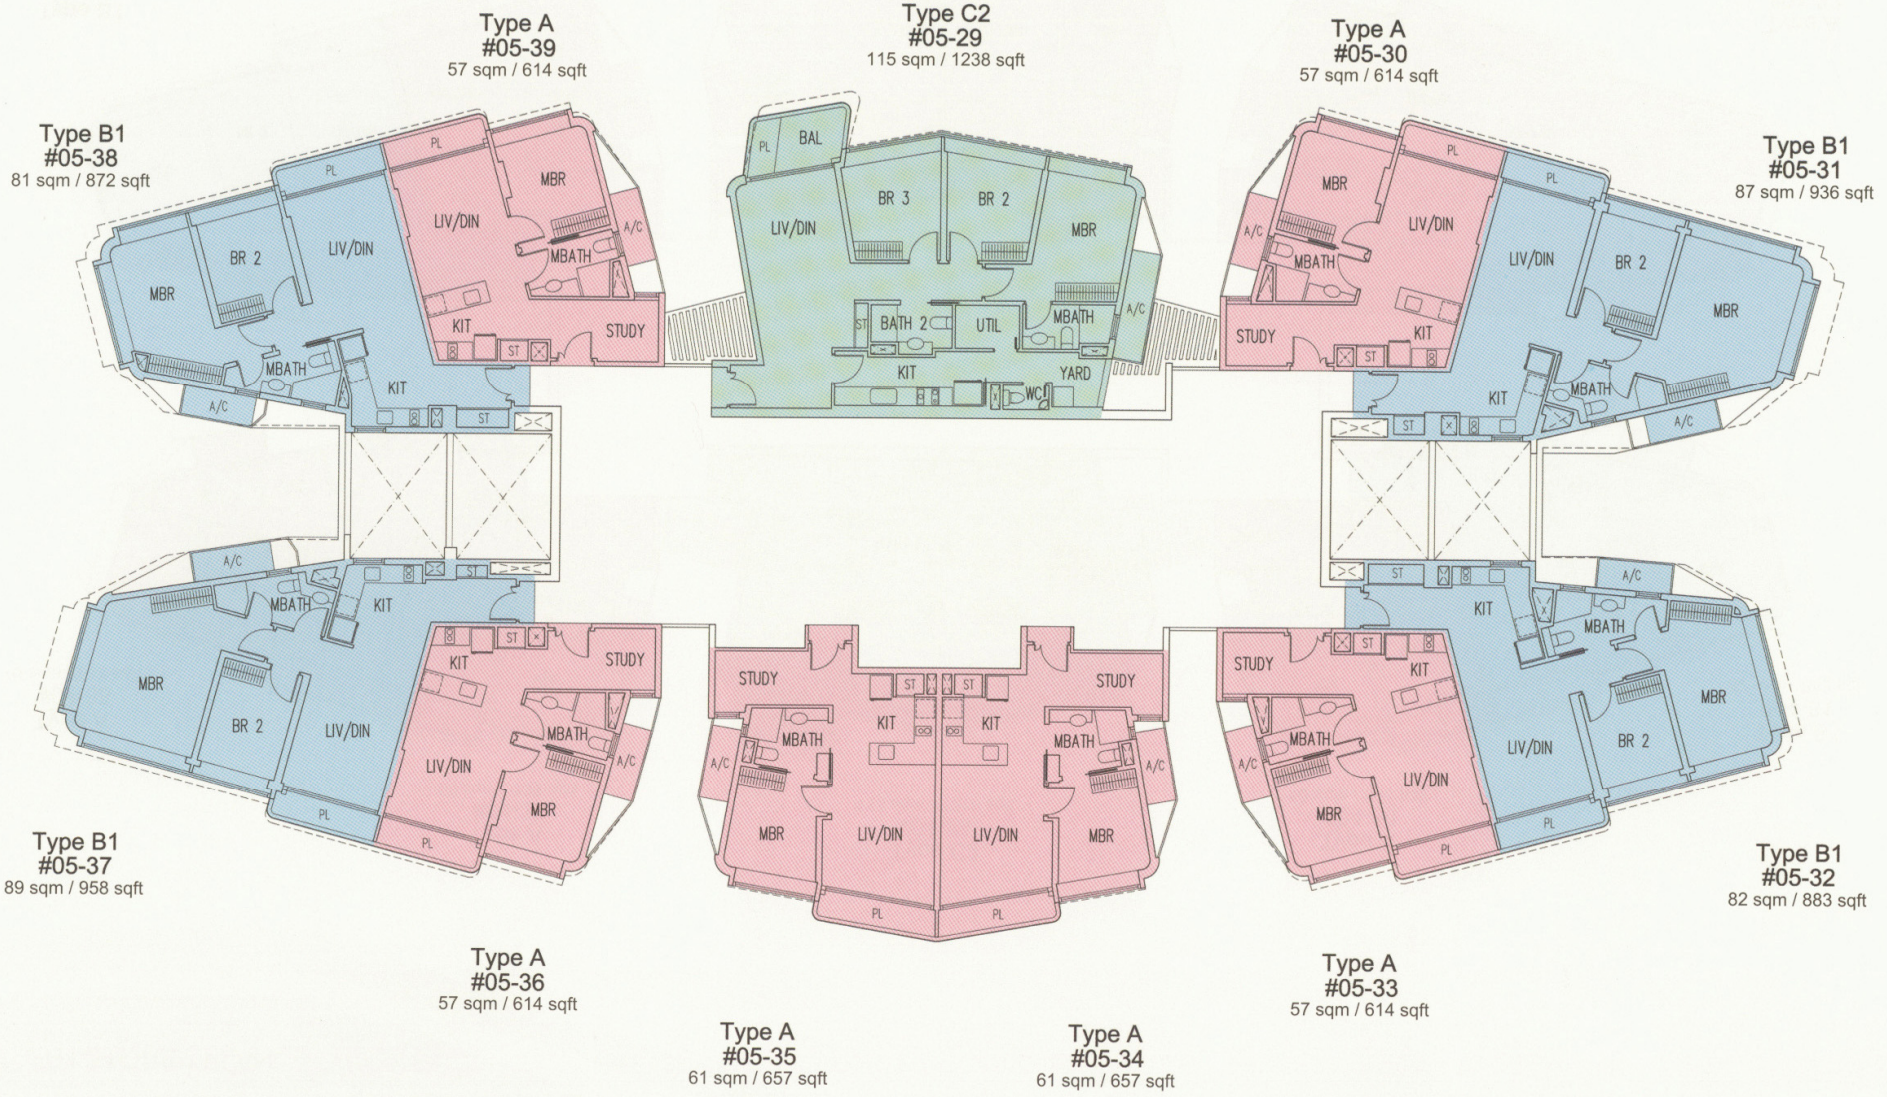 Type A
#05-39
57 sqm / 614 sqft
Type C2
#05-29
115 sqm / 1238 sqft
Type A
#05-30
57 sqm / 614 sqft
Type B1
#05-38
81 sqm / 872 sqft
Type B1
#05-31
87 sqm / 936 sqft
PL
LIV/DIN
BR 2
MBR
MBATH
KIT
ST
A/C
PL
MBR
LIV/DIN
A/C
MBATH
KIT
ST
STUDY
PL
BAL
LIV/DIN
BR 3
BR 2
MBR
ST
BATH 2
UTIL
MBATH
A/C
KIT
YARD
WC
PL
MBR
LIV/DIN
A/C
MBATH
STUDY
KIT
ST
PL
LIV/DIN
BR 2
MBR
KIT
MBATH
ST
A/C
A/C
ST
MBATH
KIT
MBR
BR 2
LIV/DIN
PL
ST
KIT
STUDY
MBATH
LIV/DIN
A/C
MBR
PL
STUDY
ST
KIT
MBATH
A/C
MBR
LIV/DIN
PL
ST
STUDY
KIT
MBATH
A/C
LIV/DIN
MBR
PL
STUDY
ST
KIT
MBATH
A/C
LIV/DIN
MBR
PL
ST
A/C
KIT
MBATH
MBR
BR 2
LIV/DIN
PL
Type B1
#05-37
89 sqm / 958 sqft
Type B1
#05-32
82 sqm / 883 sqft
Type A
#05-36
57 sqm / 614 sqft
Type A
#05-33
57 sqm / 614 sqft
Type A
#05-35
61 sqm / 657 sqft
Type A
#05-34
61 sqm / 657 sqft